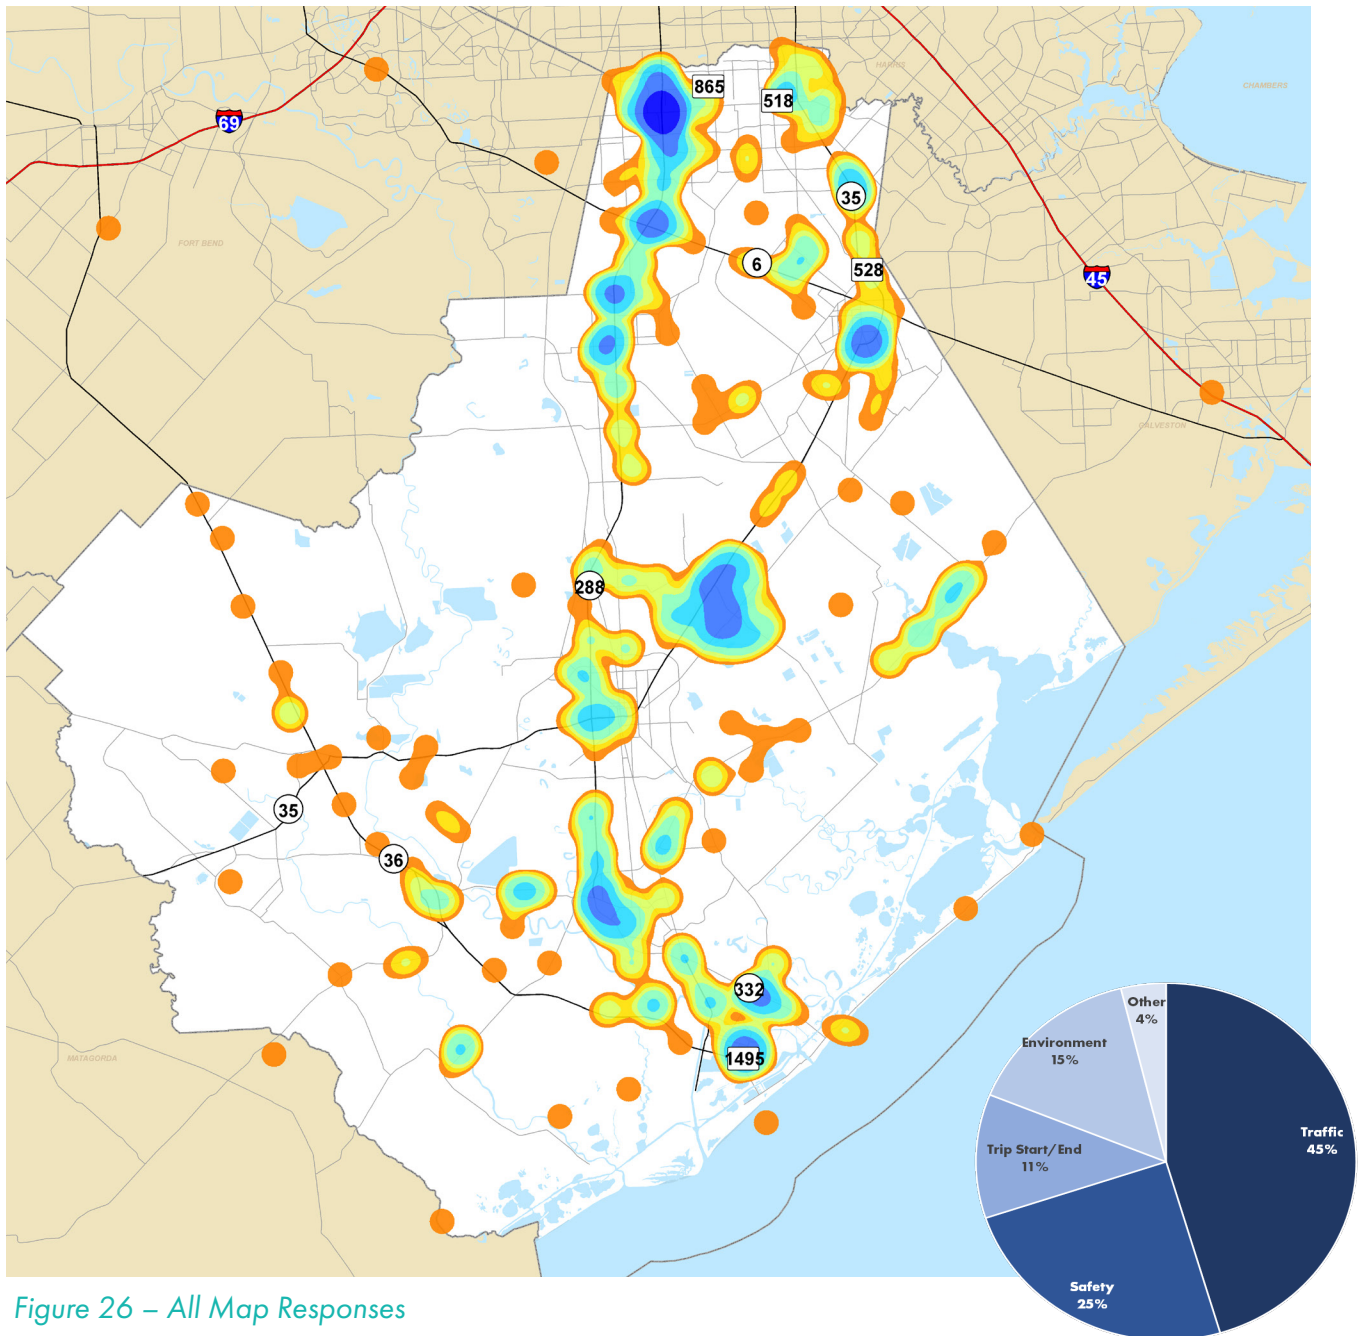 HARRIS
CHAMBERS
865
518
69
35
FORT BEND
6
528
45
GALVESTON
288
35
36
332
1495
MATAGORDA
Other
4%
Environment
15%
Traffic
45%
Trip Start/End
11%
Safety
25%
Figure 26 – All Map Responses